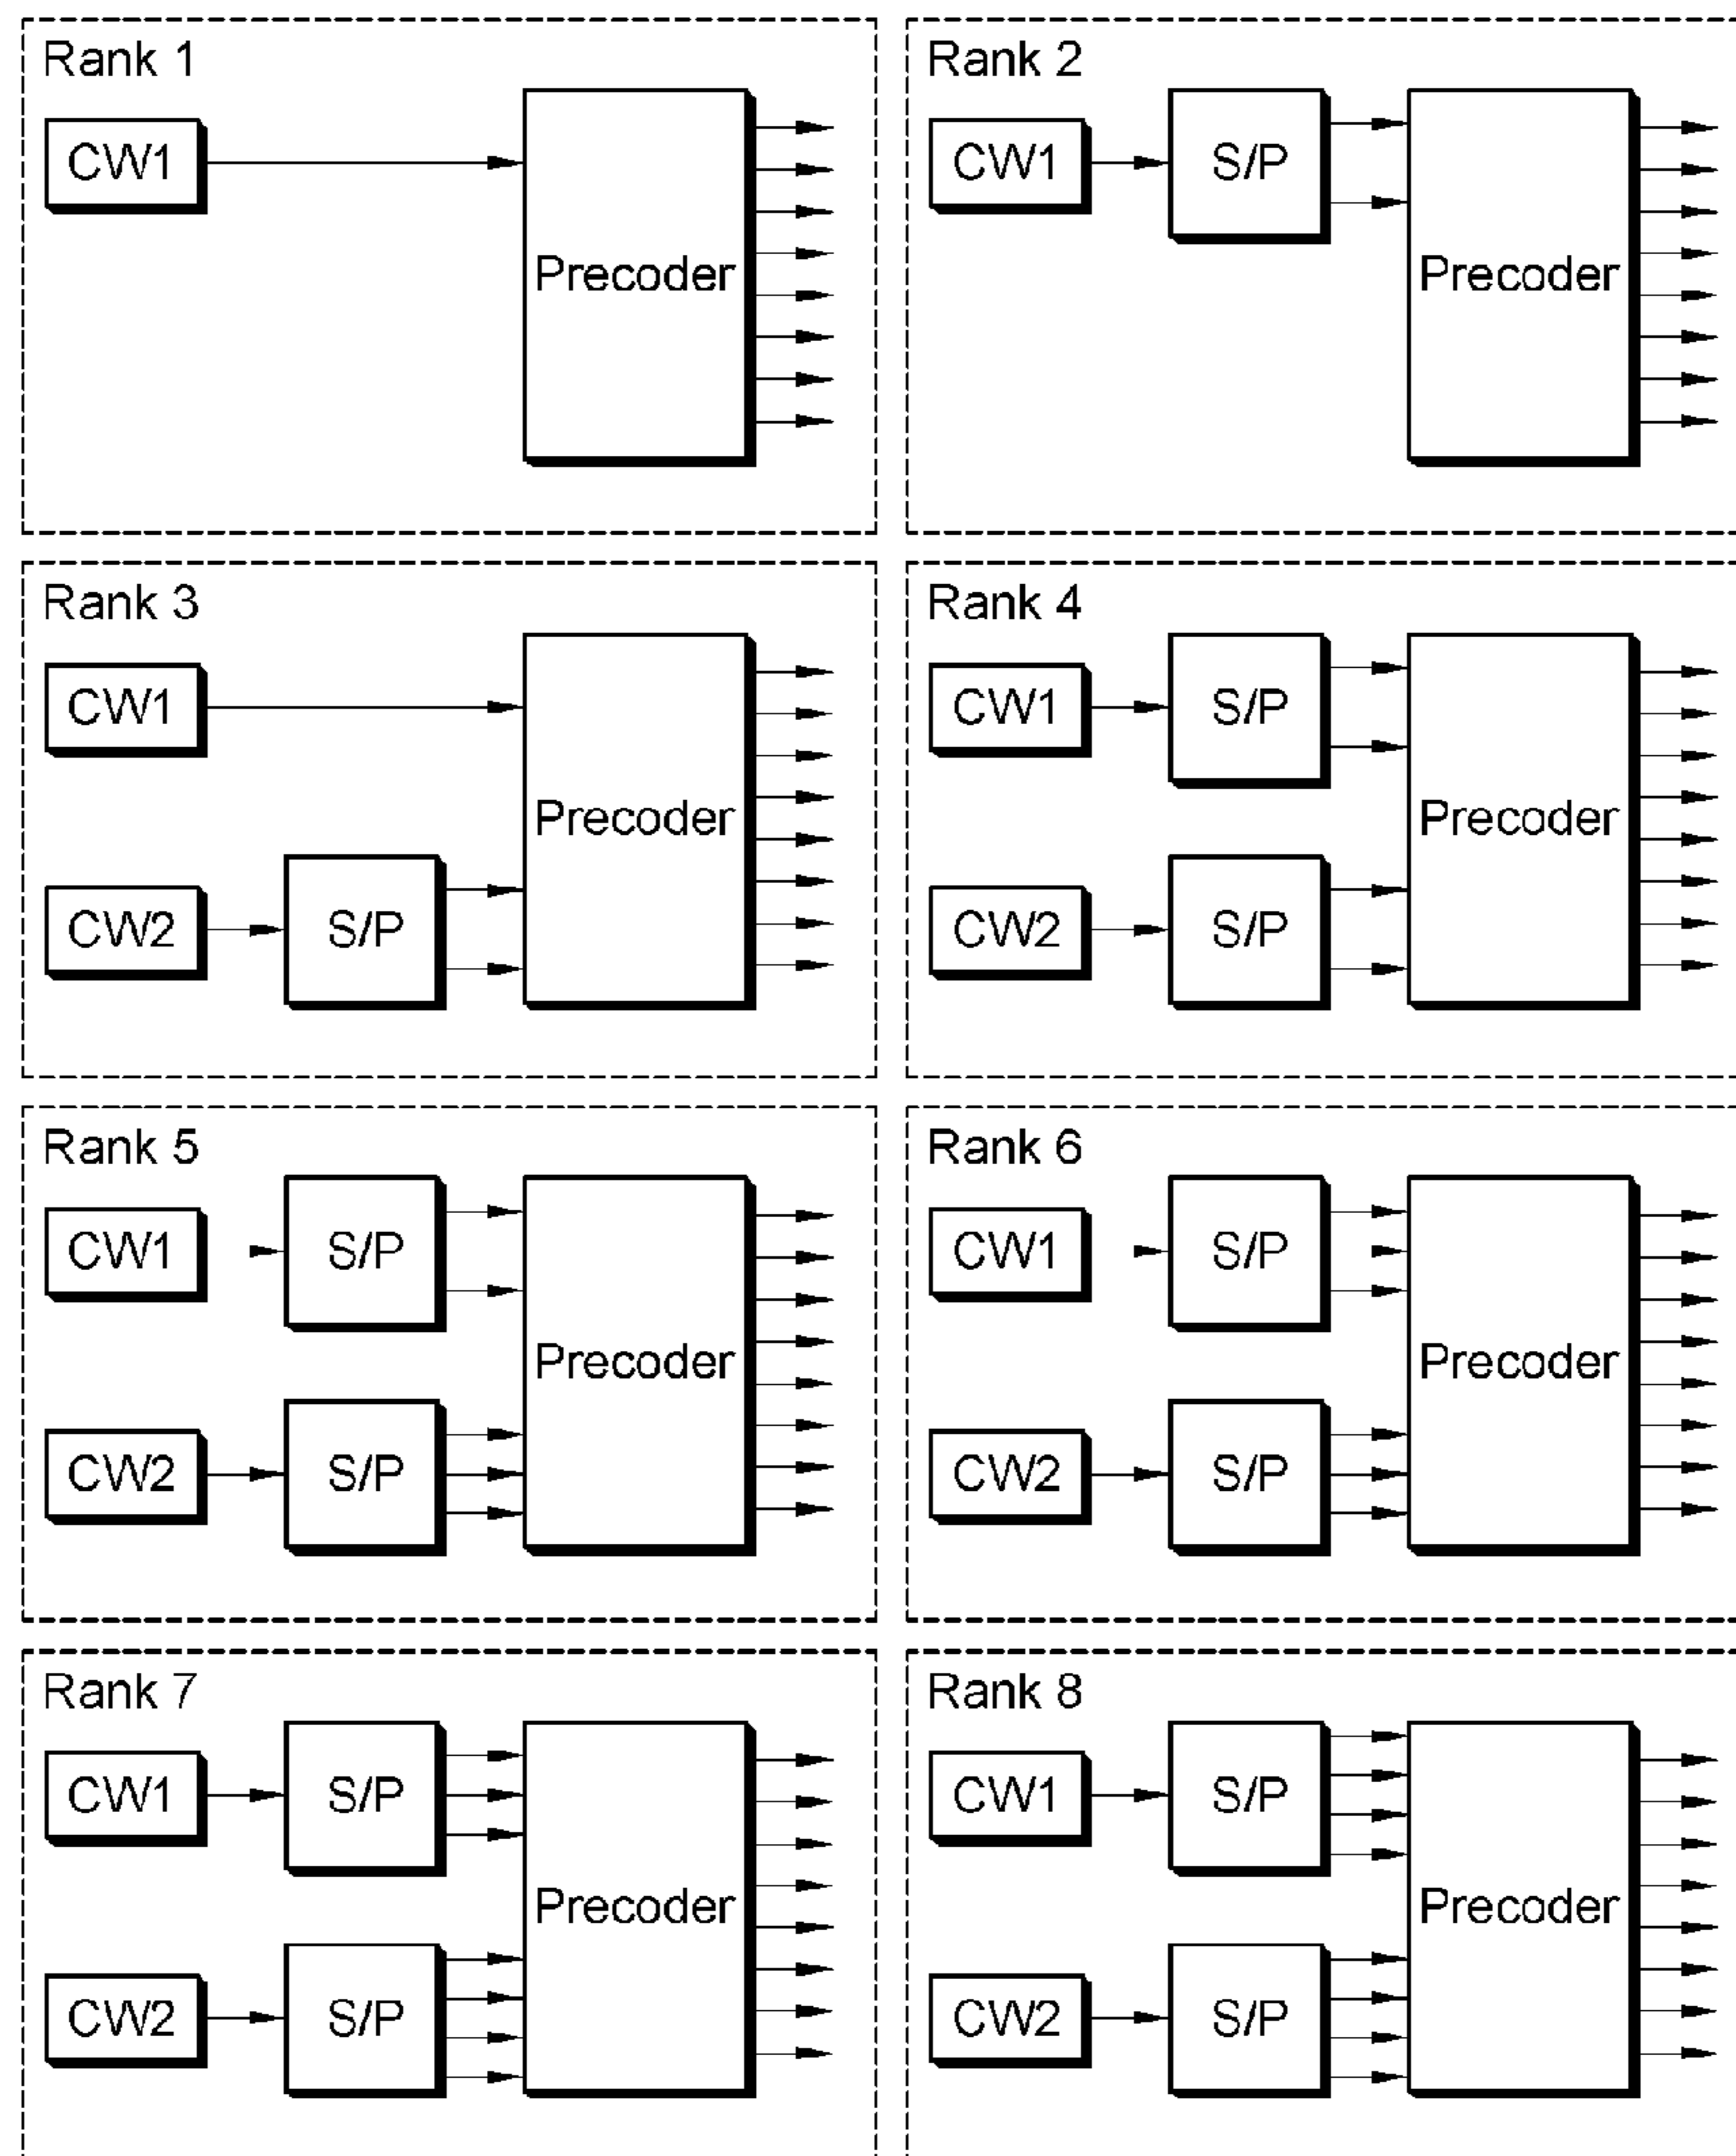 Rank 1
CW1
Precoder
Rank 2
CW1
S/P
Precoder
Rank 3
CW1
Precoder
CW2
S/P
Rank 4
CW1
S/P
Precoder
CW2
S/P
Rank 5
CW1
S/P
Precoder
CW2
S/P
Rank 6
CW1
S/P
Precoder
CW2
S/P
Rank 7
CW1
S/P
Precoder
CW2
S/P
Rank 8
CW1
S/P
Precoder
CW2
S/P